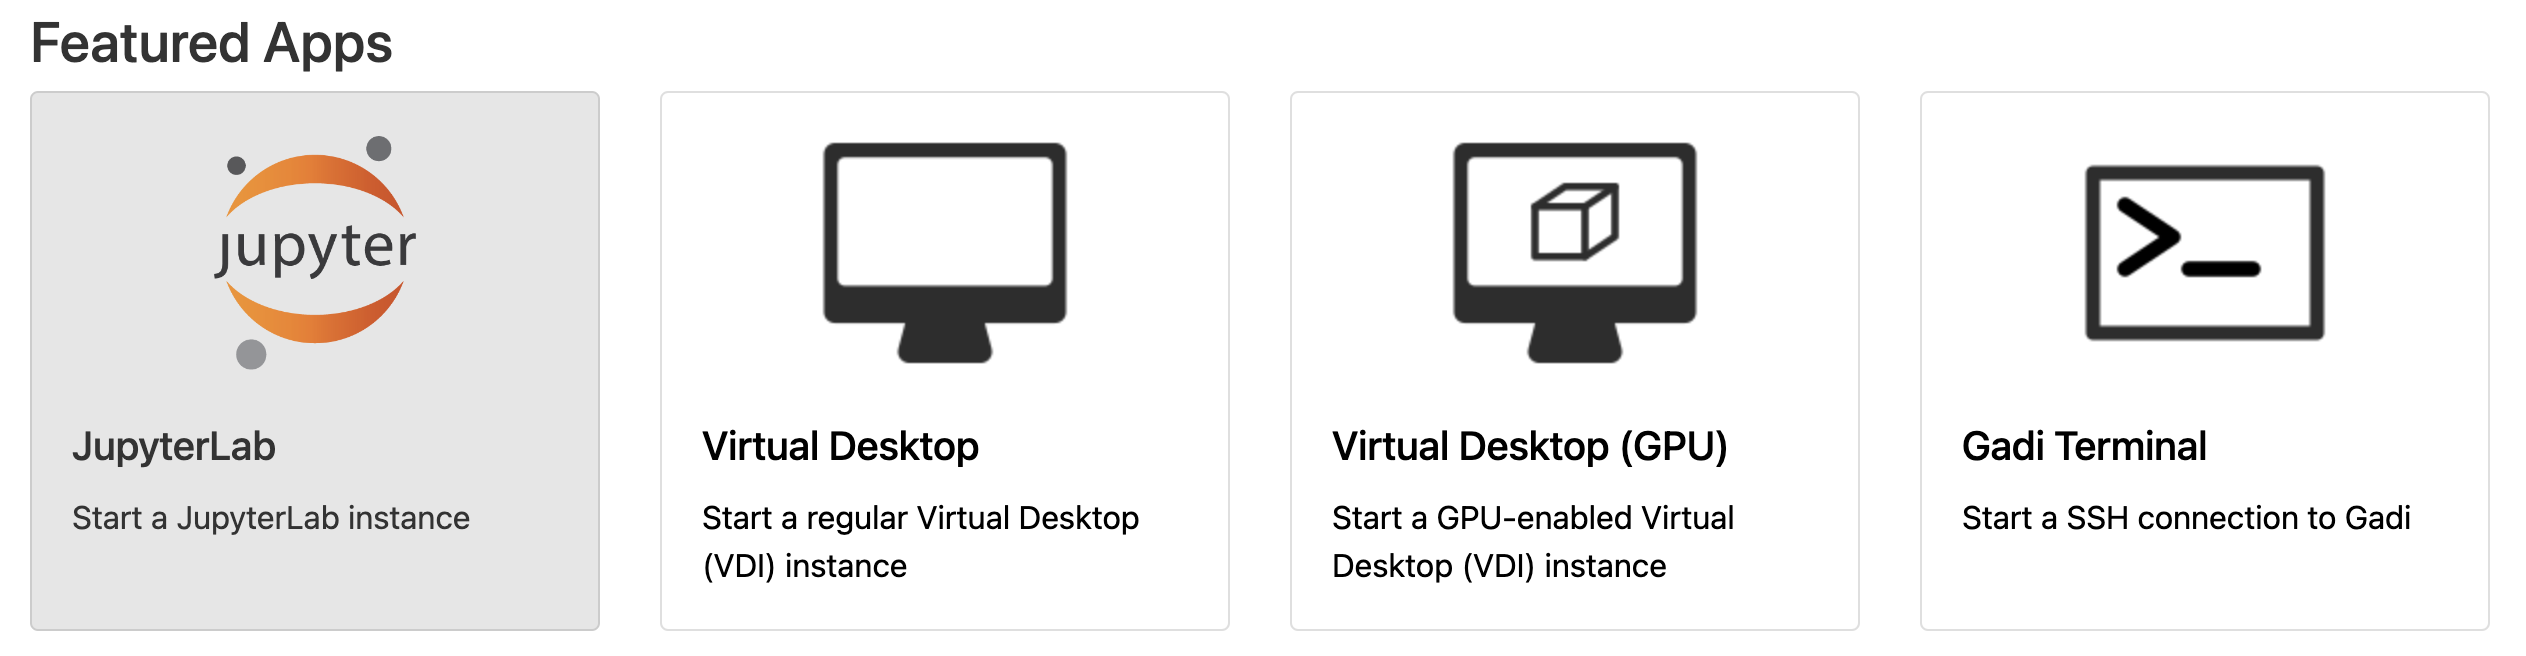 Featured Apps
jupyter
JupyterLab
Start a JupyterLab instance
Virtual Desktop
Start a regular Virtual Desktop
(VDI) instance
Virtual Desktop (GPU)
Start a GPU-enabled Virtual
Desktop (VDI) instance
>_
Gadi Terminal
Start a SSH connection to Gadi